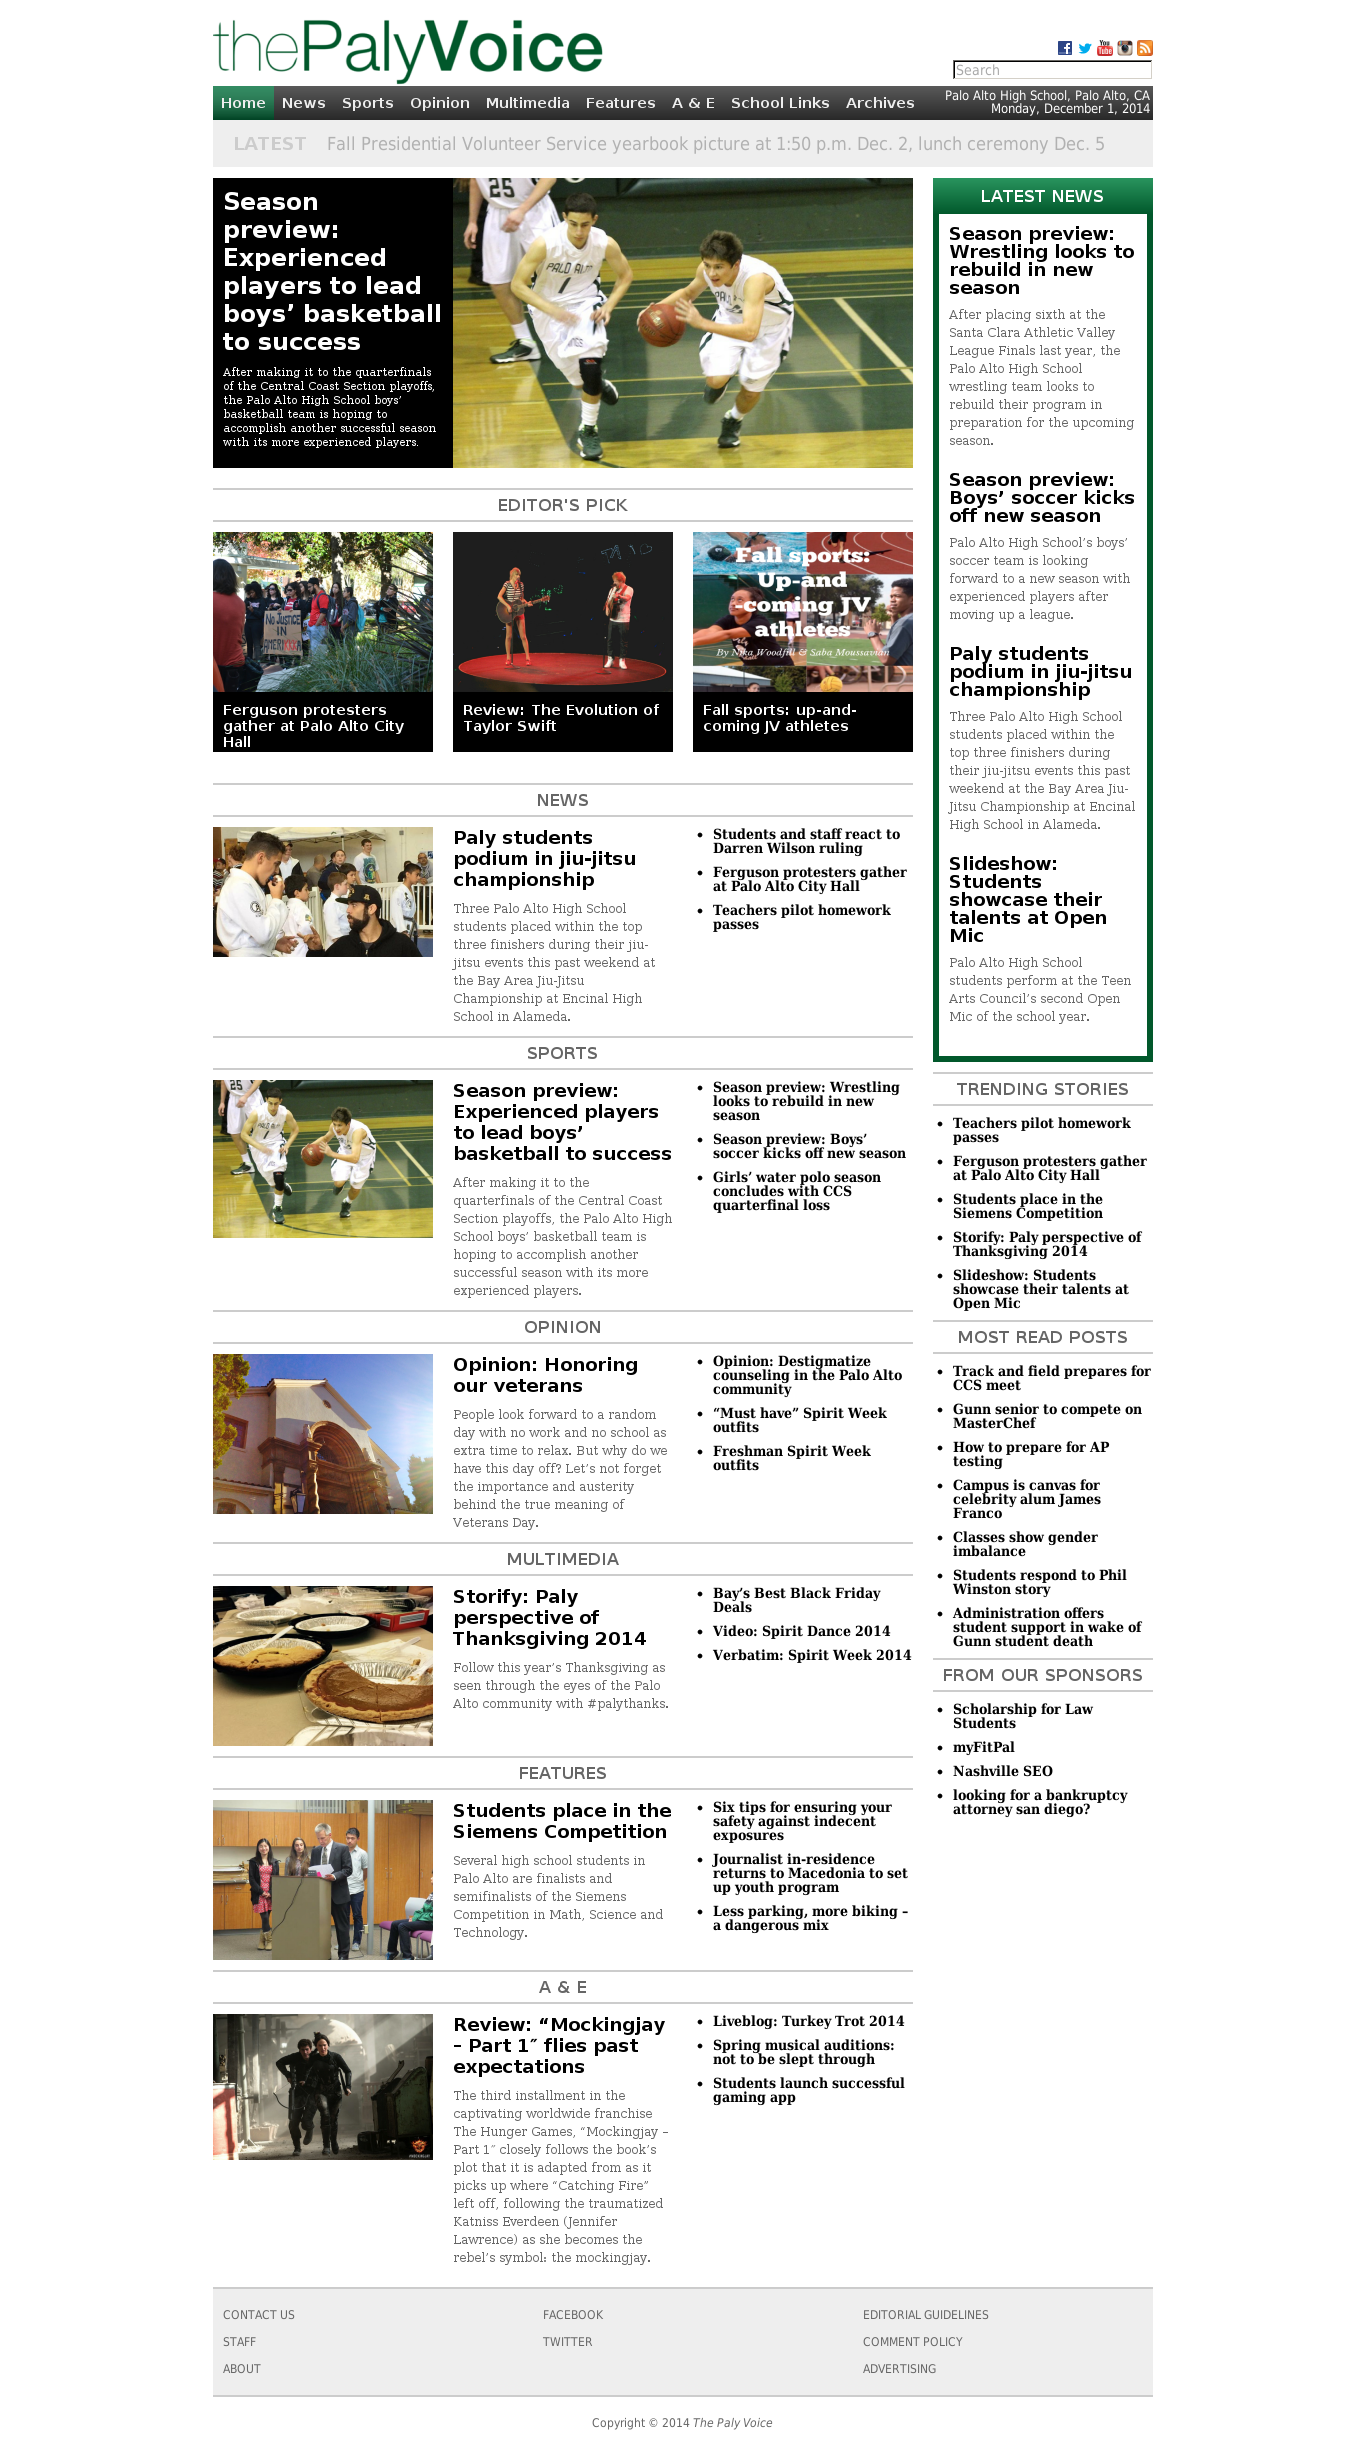 thePalyVoice
Search
Home News Sports Opinion Multimedia Features A & E School Links Archives
Palo Alto High School, Palo Alto, CA
Monday, December 1, 2014
LATEST Fall Presidential Volunteer Service yearbook picture at 1:50 p.m. Dec. 2, lunch ceremony Dec. 5
Season
preview:
Experienced
players to lead
boys’ basketball
to success
After making it to the quarterfinals
of the Central Coast Section playoffs,
the Palo Alto High School boys’
basketball team is hoping to
accomplish another successful season
with its more experienced players.
25
PALO ALTO
1
EDITOR'S PICK
No Justice
in
Amerikkka
Ferguson protesters
gather at Palo Alto City
Hall
Review: The Evolution of
Taylor Swift
Fall sports:
Up-and
-coming JV
athletes
By Nika Woodfill & Saba Moussavian
Fall sports: up-and-
coming JV athletes
NEWS
Paly students
podium in jiu-jitsu
championship
Three Palo Alto High School
students placed within the top
three finishers during their jiu-
jitsu events this past weekend at
the Bay Area Jiu-Jitsu
Championship at Encinal High
School in Alameda.
• Students and staff react to
Darren Wilson ruling
• Ferguson protesters gather
at Palo Alto City Hall
• Teachers pilot homework
passes
SPORTS
Season preview:
Experienced players
to lead boys’
basketball to success
After making it to the
quarterfinals of the Central Coast
Section playoffs, the Palo Alto High
School boys’ basketball team is
hoping to accomplish another
successful season with its more
experienced players.
• Season preview: Wrestling
looks to rebuild in new
season
• Season preview: Boys’
soccer kicks off new season
• Girls’ water polo season
concludes with CCS
quarterfinal loss
OPINION
Opinion: Honoring
our veterans
People look forward to a random
day with no work and no school as
extra time to relax. But why do we
have this day off? Let’s not forget
the importance and austerity
behind the true meaning of
Veterans Day.
• Opinion: Destigmatize
counseling in the Palo Alto
community
• “Must have” Spirit Week
outfits
• Freshman Spirit Week
outfits
MULTIMEDIA
Storify: Paly
perspective of
Thanksgiving 2014
Follow this year’s Thanksgiving as
seen through the eyes of the Palo
Alto community with #palythanks.
• Bay’s Best Black Friday
Deals
• Video: Spirit Dance 2014
• Verbatim: Spirit Week 2014
FEATURES
Students place in the
Siemens Competition
Several high school students in
Palo Alto are finalists and
semifinalists of the Siemens
Competition in Math, Science and
Technology.
• Six tips for ensuring your
safety against indecent
exposures
• Journalist in-residence
returns to Macedonia to set
up youth program
• Less parking, more biking –
a dangerous mix
A & E
Review: “Mockingjay
– Part 1″ flies past
expectations
The third installment in the
captivating worldwide franchise
The Hunger Games, “Mockingjay –
Part 1″ closely follows the book’s
plot that it is adapted from as it
picks up where “Catching Fire”
left off, following the traumatized
Katniss Everdeen (Jennifer
Lawrence) as she becomes the
rebel’s symbol: the mockingjay.
• Liveblog: Turkey Trot 2014
• Spring musical auditions:
not to be slept through
• Students launch successful
gaming app
LATEST NEWS
Season preview:
Wrestling looks to
rebuild in new
season
After placing sixth at the
Santa Clara Athletic Valley
League Finals last year, the
Palo Alto High School
wrestling team looks to
rebuild their program in
preparation for the upcoming
season.
Season preview:
Boys’ soccer kicks
off new season
Palo Alto High School’s boys’
soccer team is looking
forward to a new season with
experienced players after
moving up a league.
Paly students
podium in jiu-jitsu
championship
Three Palo Alto High School
students placed within the
top three finishers during
their jiu-jitsu events this past
weekend at the Bay Area Jiu-
Jitsu Championship at Encinal
High School in Alameda.
Slideshow:
Students
showcase their
talents at Open
Mic
Palo Alto High School
students perform at the Teen
Arts Council’s second Open
Mic of the school year.
TRENDING STORIES
• Teachers pilot homework
passes
• Ferguson protesters gather
at Palo Alto City Hall
• Students place in the
Siemens Competition
• Storify: Paly perspective of
Thanksgiving 2014
• Slideshow: Students
showcase their talents at
Open Mic
MOST READ POSTS
• Track and field prepares for
CCS meet
• Gunn senior to compete on
MasterChef
• How to prepare for AP
testing
• Campus is canvas for
celebrity alum James
Franco
• Classes show gender
imbalance
• Students respond to Phil
Winston story
• Administration offers
student support in wake of
Gunn student death
FROM OUR SPONSORS
• Scholarship for Law
Students
• myFitPal
• Nashville SEO
• looking for a bankruptcy
attorney san diego?
CONTACT US
STAFF
ABOUT
FACEBOOK
TWITTER
EDITORIAL GUIDELINES
COMMENT POLICY
ADVERTISING
Copyright © 2014 The Paly Voice